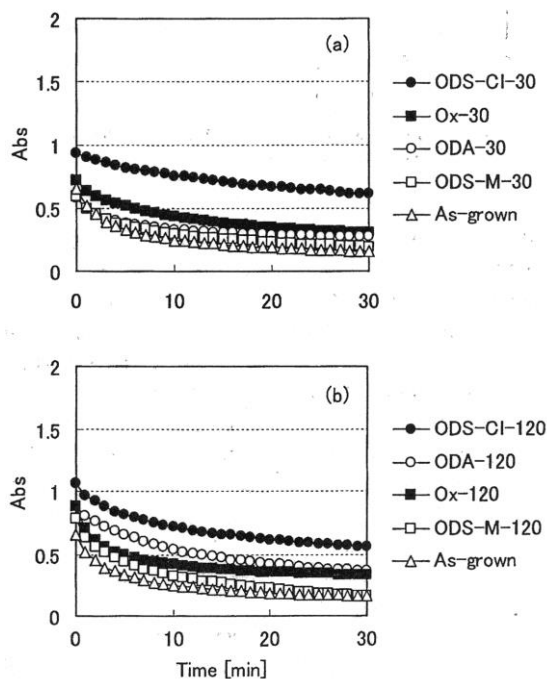 (a)
2
1.5
1
0.5
0
Abs
0 10 20 30
ODS-Cl-30
Ox-30
ODA-30
ODS-M-30
As-grown
(b)
2
1.5
1
0.5
0
Abs
0 10 20 30
Time [min]
ODS-Cl-120
ODA-120
Ox-120
ODS-M-120
As-grown